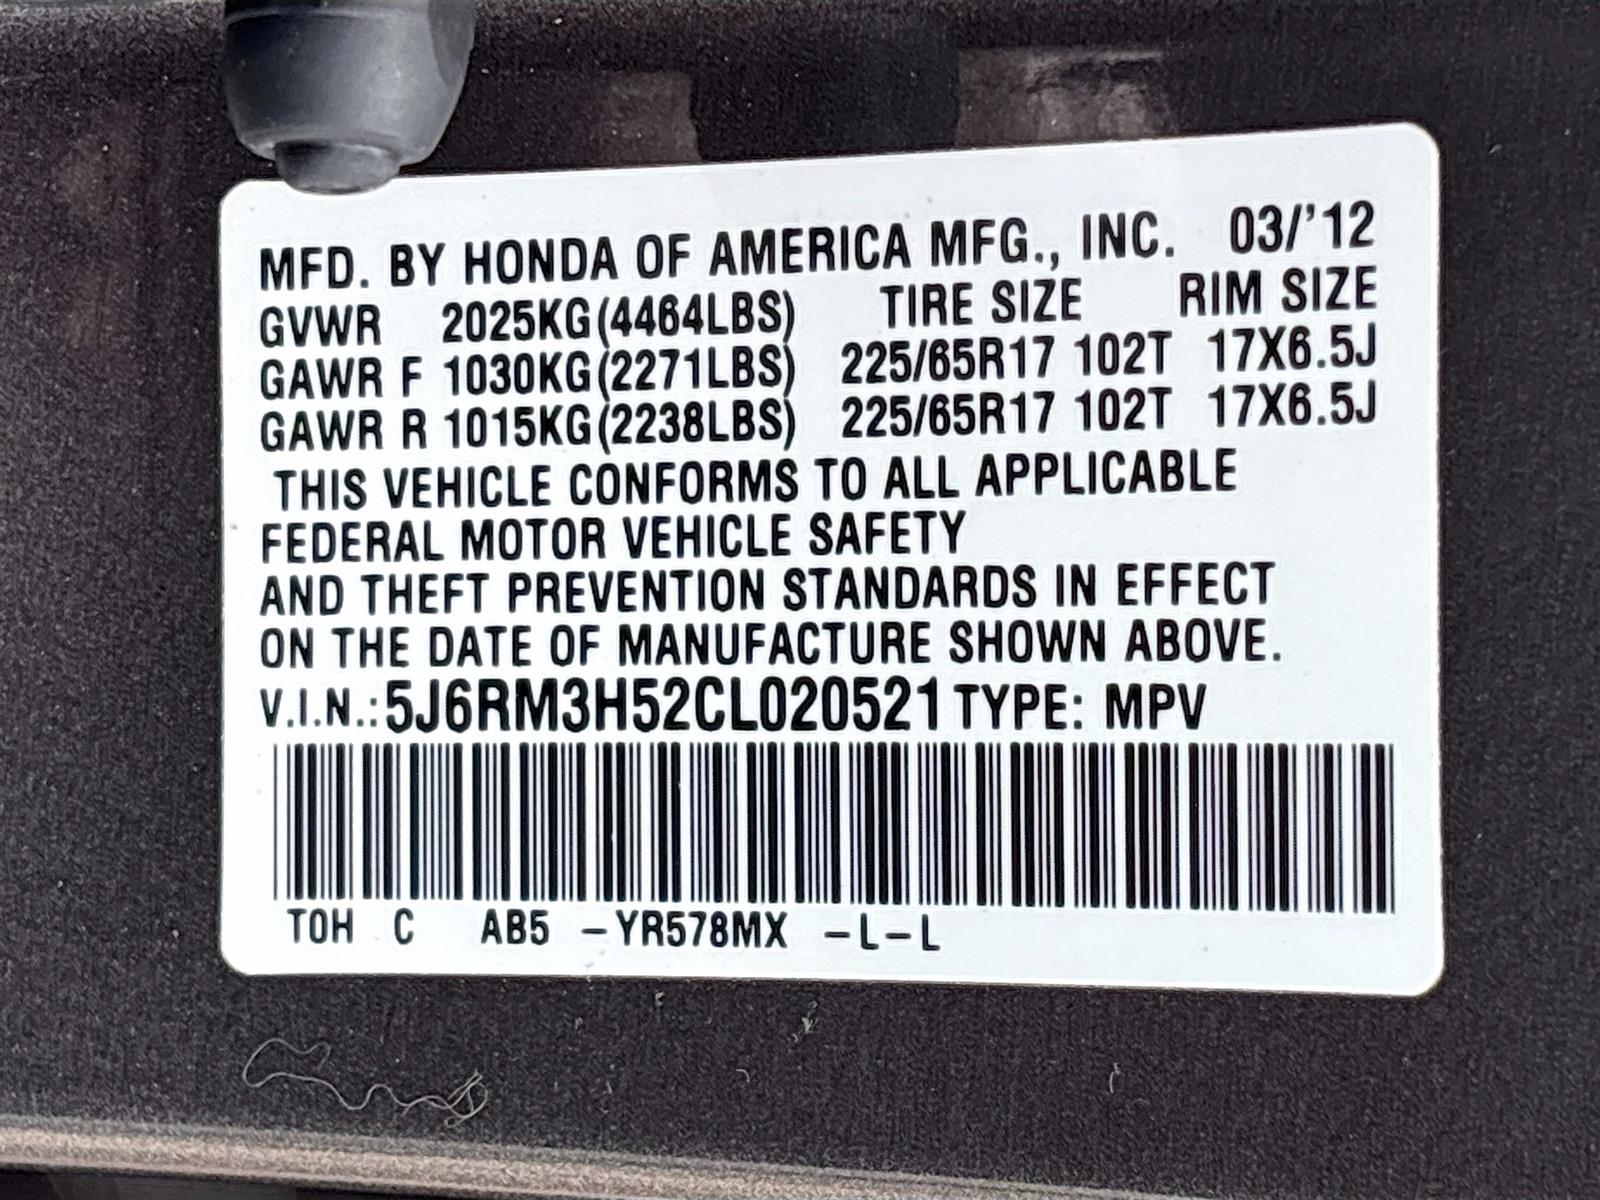 MFD. BY HONDA OF AMERICA MFG., INC. 03/'12
GVWR 2025KG(4464LBS) TIRE SIZE RIM SIZE
GAWR F 1030KG(2271LBS) 225/65R17 102T 17X6.5J
GAWR R 1015KG(2238LBS) 225/65R17 102T 17X6.5J
THIS VEHICLE CONFORMS TO ALL APPLICABLE
FEDERAL MOTOR VEHICLE SAFETY
AND THEFT PREVENTION STANDARDS IN EFFECT
ON THE DATE OF MANUFACTURE SHOWN ABOVE.
V.I.N.:5J6RM3H52CL020521 TYPE: MPV
TOH C AB5 -YR578MX -L-L